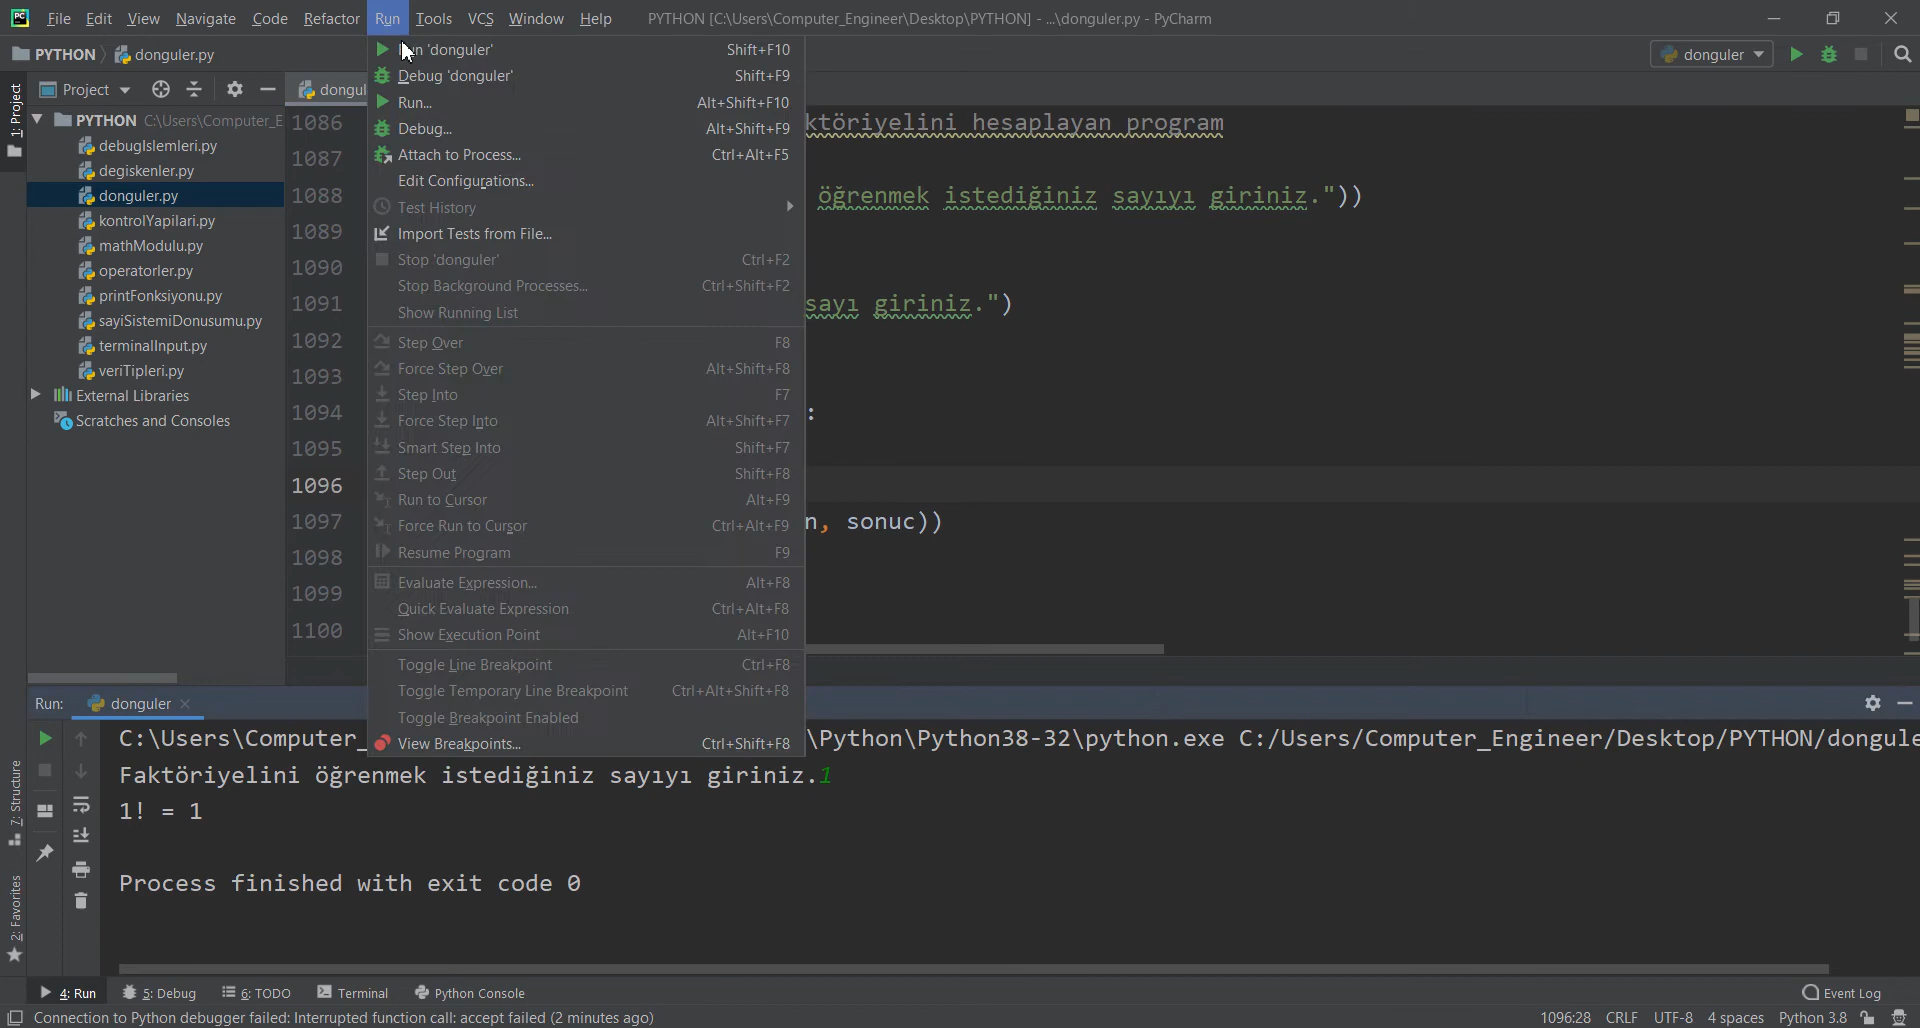 File Edit View Navigate Code Refactor Run Tools VCS Window Help PYTHON [C:\Users\Computer_Engineer\Desktop\PYTHON] - ...\donguler.py - PyCharm
PYTHON donguler.py
donguler
1: Project
Project
PYTHON C:\Users\Computer_E
debugIslemleri.py
degiskenler.py
donguler.py
kontrolYapilari.py
mathModulu.py
operatorler.py
printFonksiyonu.py
sayiSistemiDonusumu.py
terminalInput.py
veriTipleri.py
External Libraries
Scratches and Consoles
dongul
'donguler' Shift+F10
Debug 'donguler' Shift+F9
Run... Alt+Shift+F10
Debug... Alt+Shift+F9
Attach to Process... Ctrl+Alt+F5
Edit Configurations...
Test History
Import Tests from File...
Stop 'donguler' Ctrl+F2
Stop Background Processes... Ctrl+Shift+F2
Show Running List
Step Over F8
Force Step Over Alt+Shift+F8
Step Into F7
Force Step Into Alt+Shift+F7
Smart Step Into Shift+F7
Step Out Shift+F8
Run to Cursor Alt+F9
Force Run to Cursor Ctrl+Alt+F9
Resume Program F9
Evaluate Expression... Alt+F8
Quick Evaluate Expression Ctrl+Alt+F8
Show Execution Point Alt+F10
Toggle Line Breakpoint Ctrl+F8
Toggle Temporary Line Breakpoint Ctrl+Alt+Shift+F8
Toggle Breakpoint Enabled
View Breakpoints... Ctrl+Shift+F8
1086 ktöriyelini hesaplayan program
1087
1088 öğrenmek istediğiniz sayıyı giriniz."))
1089
1090
1091 sayı giriniz.")
1092
1093
1094 :
1095
1096
1097 n, sonuc))
1098
1099
1100
Run: donguler
C:\Users\Computer_ \Python\Python38-32\python.exe C:/Users/Computer_Engineer/Desktop/PYTHON/dongule
Faktöriyelini öğrenmek istediğiniz sayıyı giriniz.1
1! = 1
Process finished with exit code 0
7: Structure
2: Favorites
4: Run 5: Debug 6: TODO Terminal Python Console Event Log
Connection to Python debugger failed: Interrupted function call: accept failed (2 minutes ago) 1096:28 CRLF UTF-8 4 spaces Python 3.8